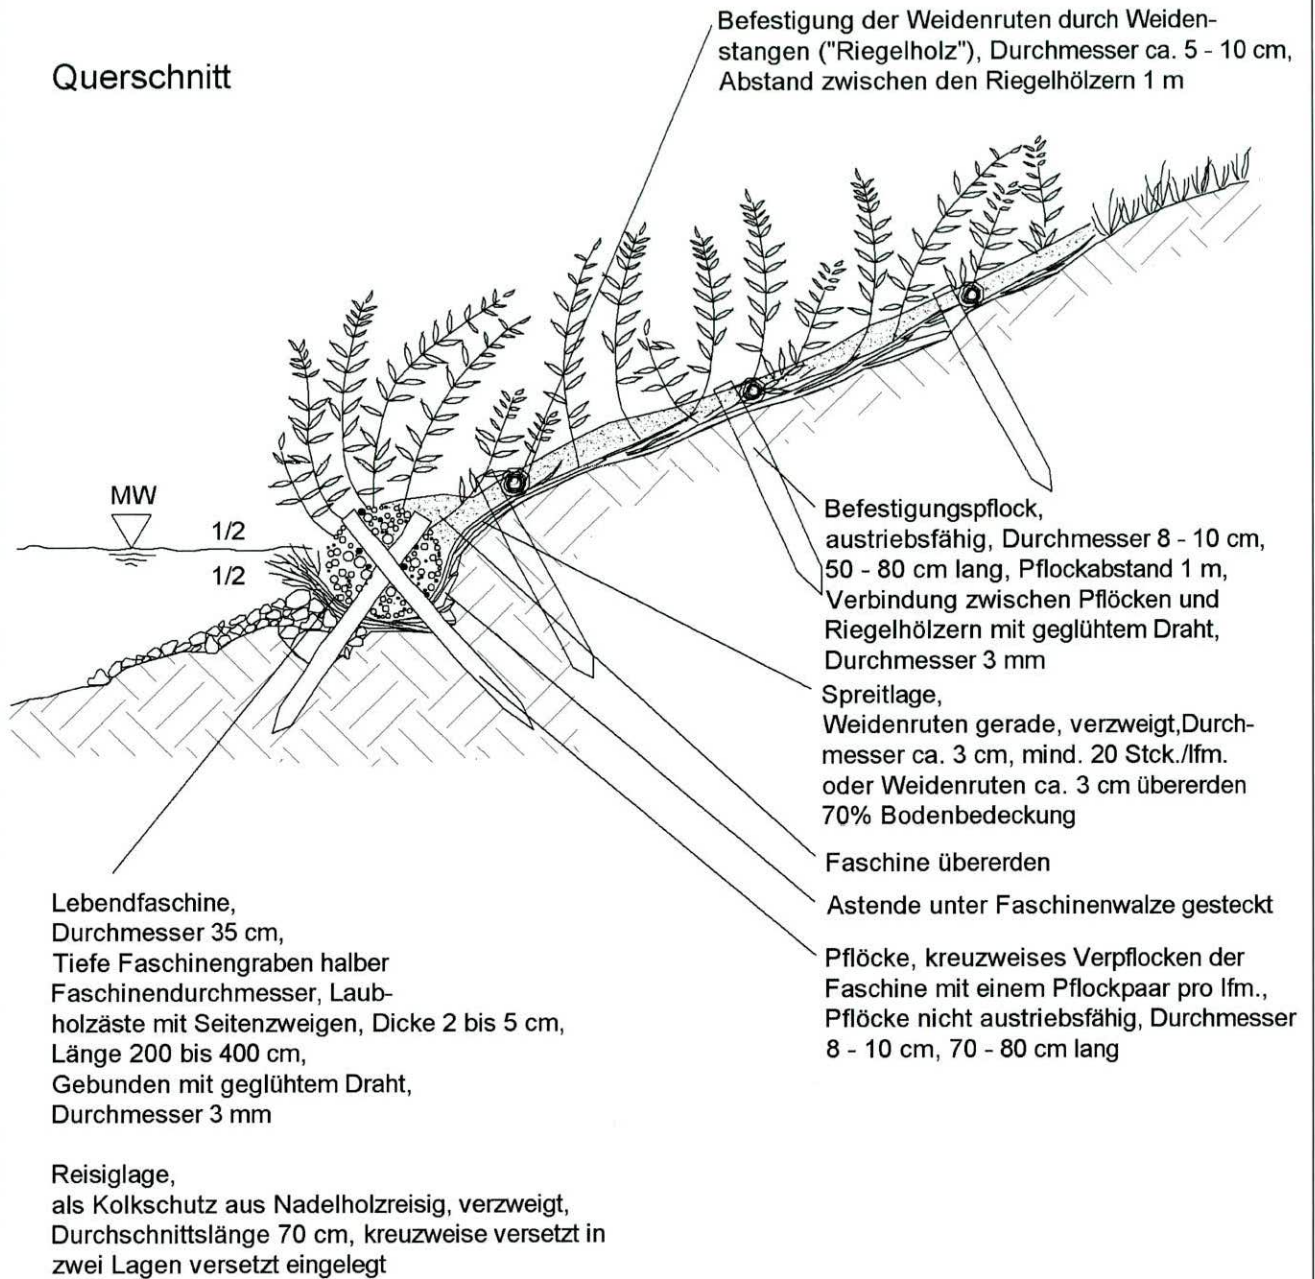 Querschnitt
Befestigung der Weidenruten durch Weiden-
stangen ("Riegelholz"), Durchmesser ca. 5 - 10 cm,
Abstand zwischen den Riegelhölzern 1 m
MW
1/2
1/2
Befestigungspflock,
austriebsfähig, Durchmesser 8 - 10 cm,
50 - 80 cm lang, Pflockabstand 1 m,
Verbindung zwischen Pflöcken und
Riegelhölzern mit geglühtem Draht,
Durchmesser 3 mm
Spreitlage,
Weidenruten gerade, verzweigt,Durch-
messer ca. 3 cm, mind. 20 Stck./lfm.
oder Weidenruten ca. 3 cm übererden
70% Bodenbedeckung
Faschine übererden
Astende unter Faschinenwalze gesteckt
Pflöcke, kreuzweises Verpflocken der
Faschine mit einem Pflockpaar pro lfm.,
Pflöcke nicht austriebsfähig, Durchmesser
8 - 10 cm, 70 - 80 cm lang
Lebendfaschine,
Durchmesser 35 cm,
Tiefe Faschinengraben halber
Faschinendurchmesser, Laub-
holzäste mit Seitenzweigen, Dicke 2 bis 5 cm,
Länge 200 bis 400 cm,
Gebunden mit geglühtem Draht,
Durchmesser 3 mm
Reisiglage,
als Kolkschutz aus Nadelholzreisig, verzweigt,
Durchschnittslänge 70 cm, kreuzweise versetzt in
zwei Lagen versetzt eingelegt